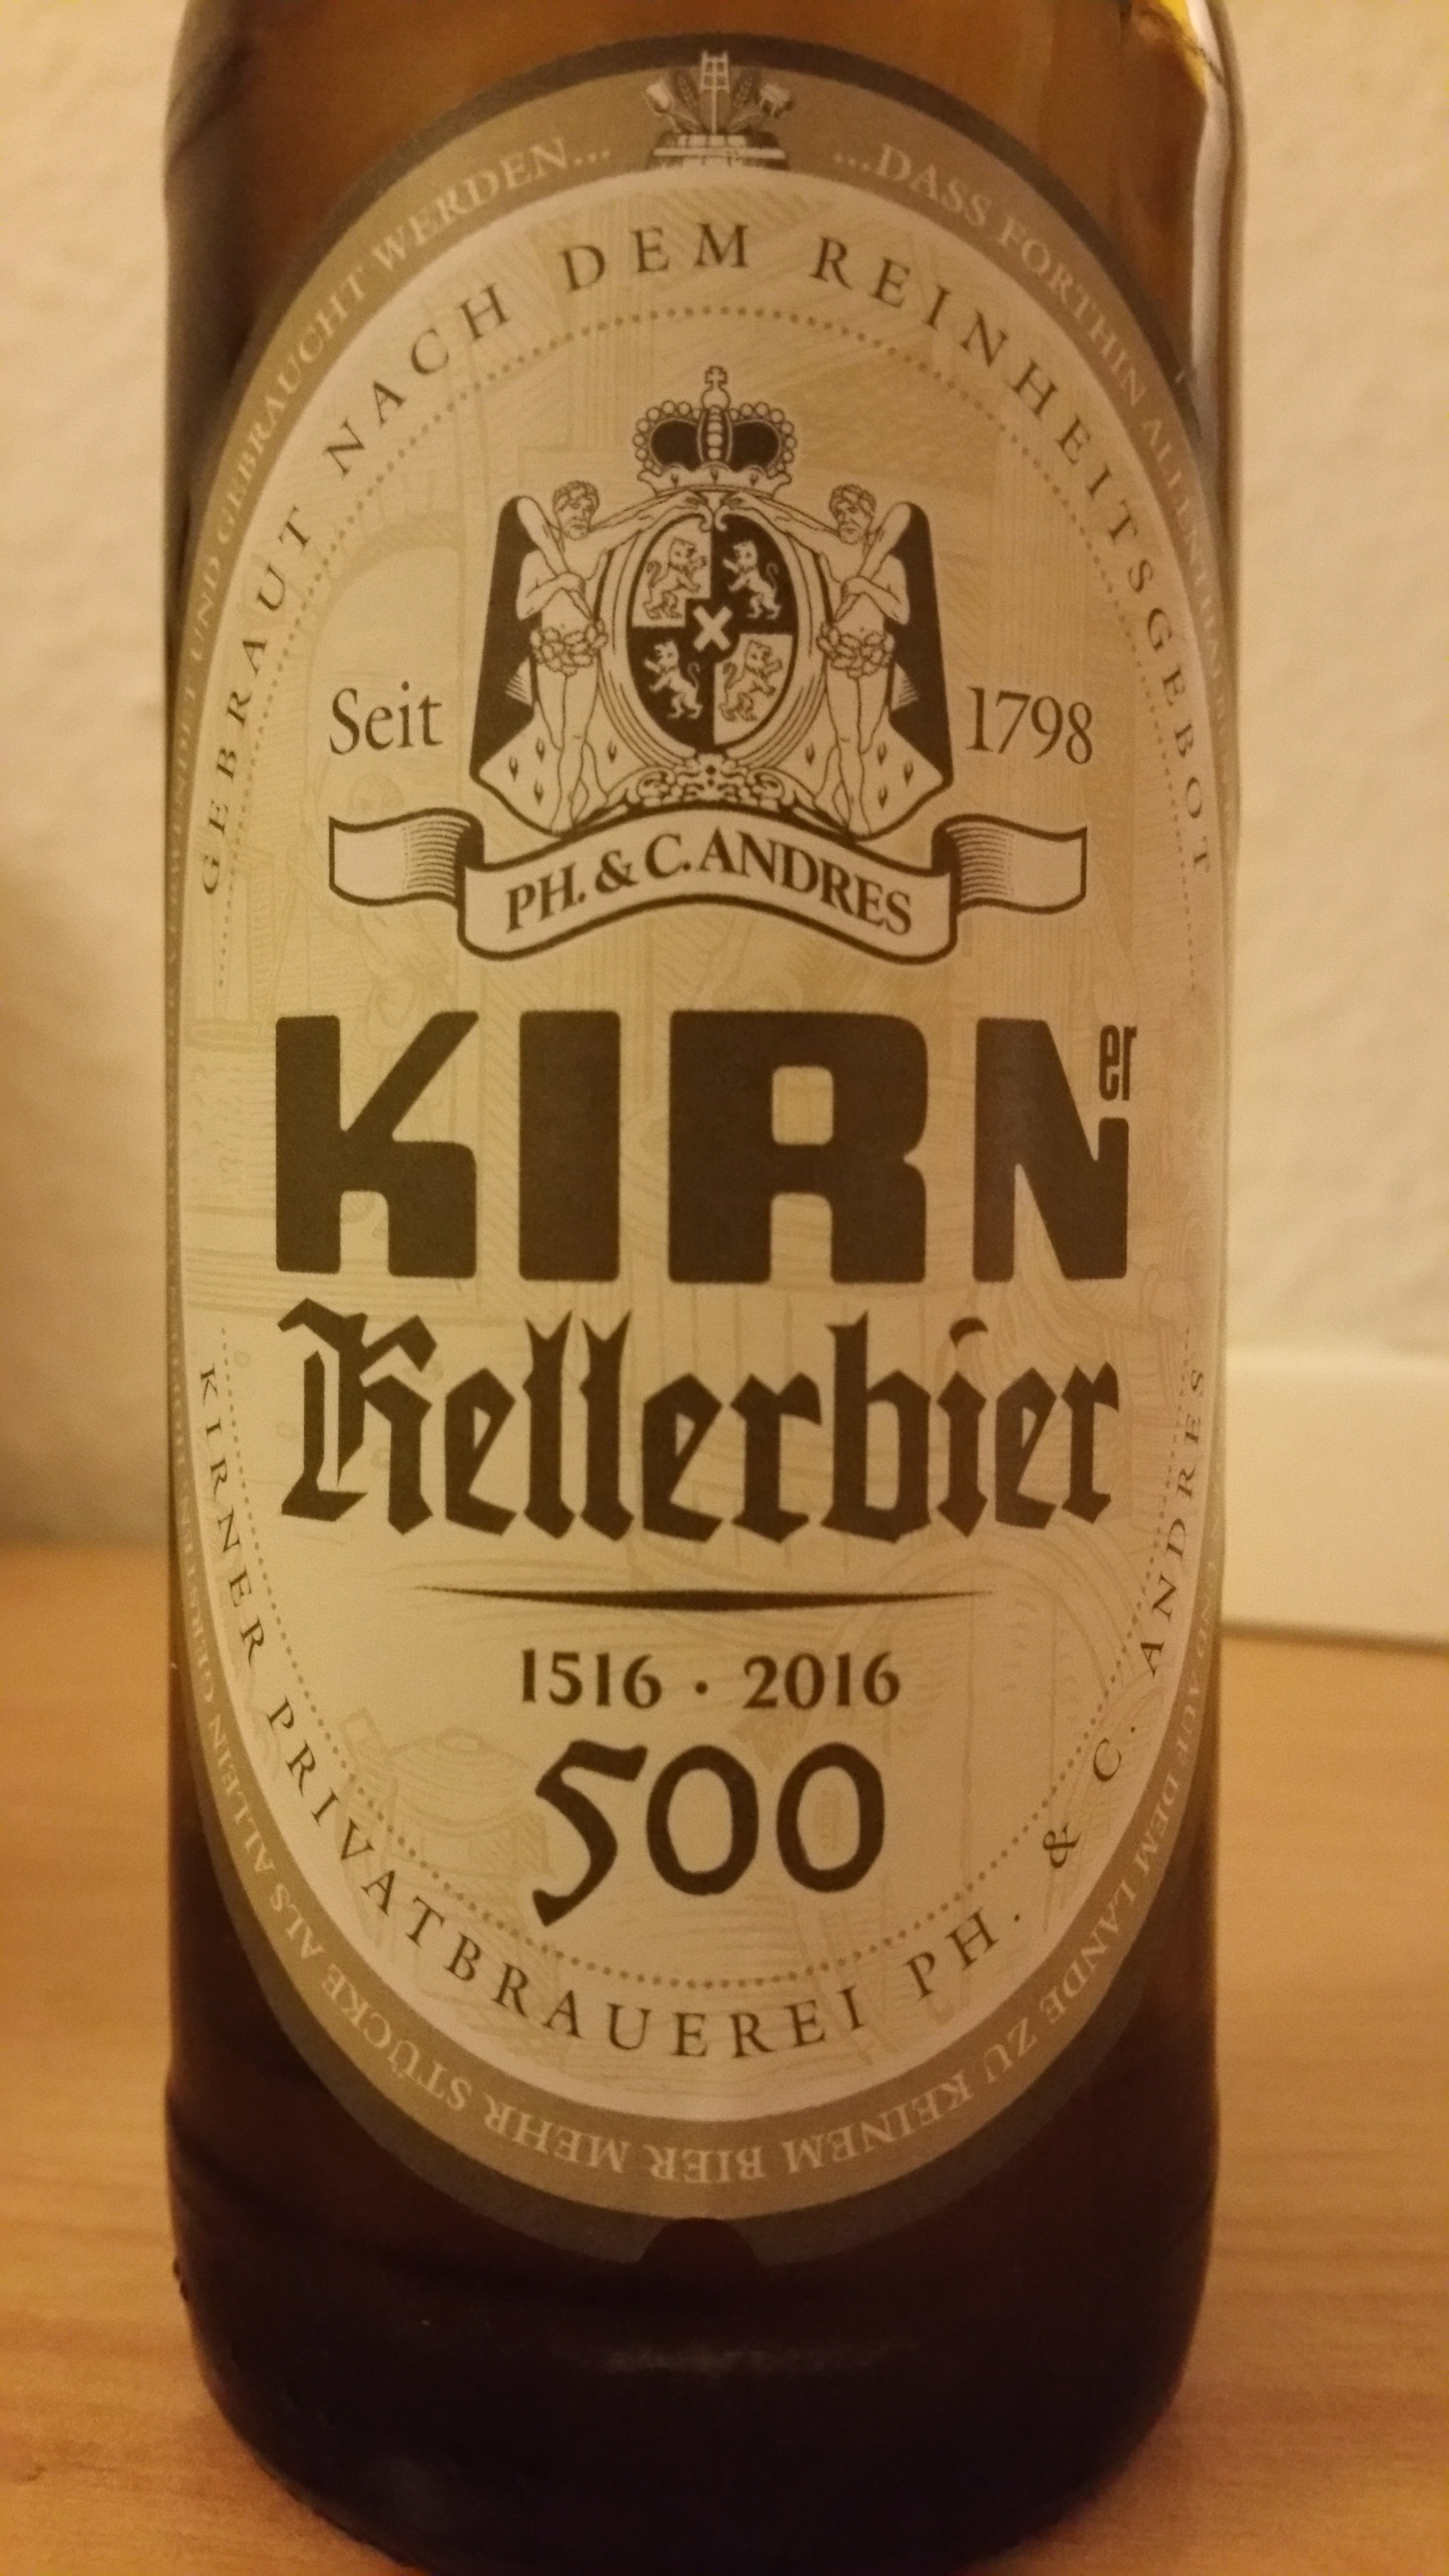 ...DASS FORTHIN ALLENTHALBEN
AUF DEM LANDE ZU KEINEM BIER MEHR STÜCKE ALS ALLEIN GERSTEN
UND GEBRAUCHT WERDEN...
GEBRAUT NACH DEM REINHEITSGEBOT
Seit 1798
PH. & C. ANDRES
KIRNer
Kellerbier
1516 · 2016
500
KIRNER PRIVATBRAUEREI PH. & C. ANDRES